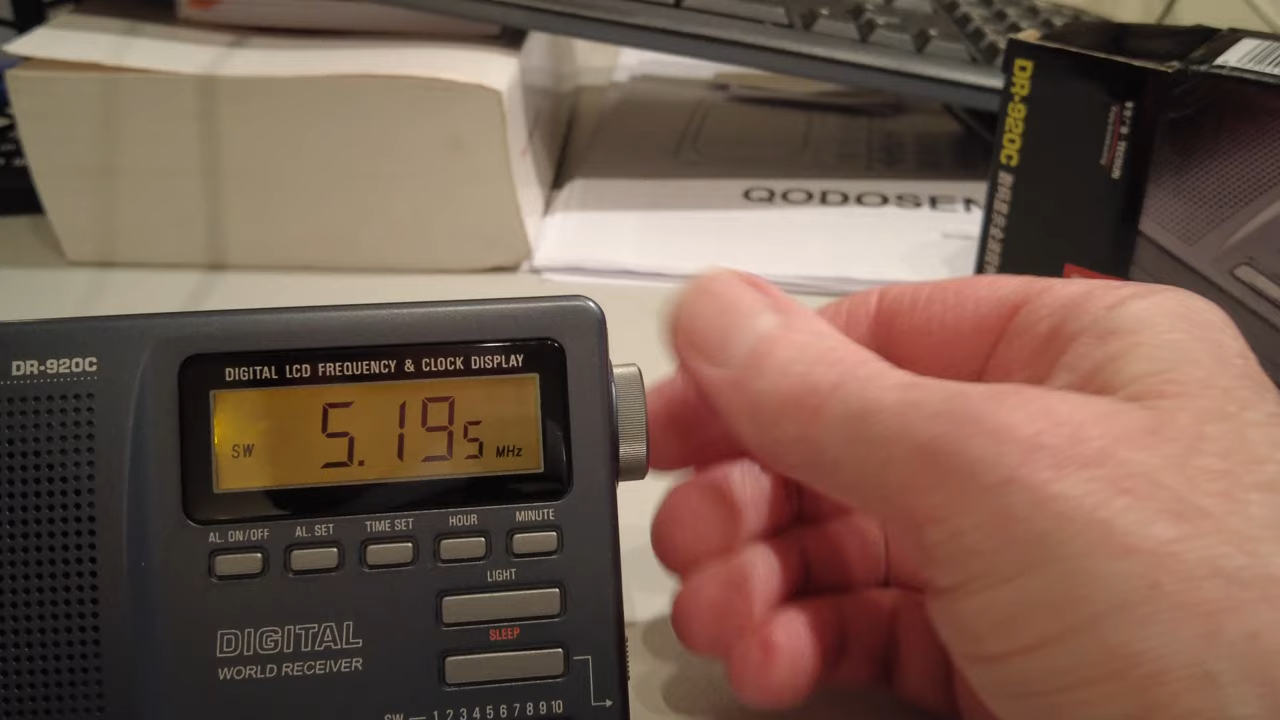 DR-920C
QODOSEN
DR-920C
DIGITAL LCD FREQUENCY & CLOCK DISPLAY
SW 5.195 MHz
AL. ON/OFF AL. SET TIME SET HOUR MINUTE
LIGHT
SLEEP
DIGITAL
WORLD RECEIVER
SW — 1 2 3 4 5 6 7 8 9 10